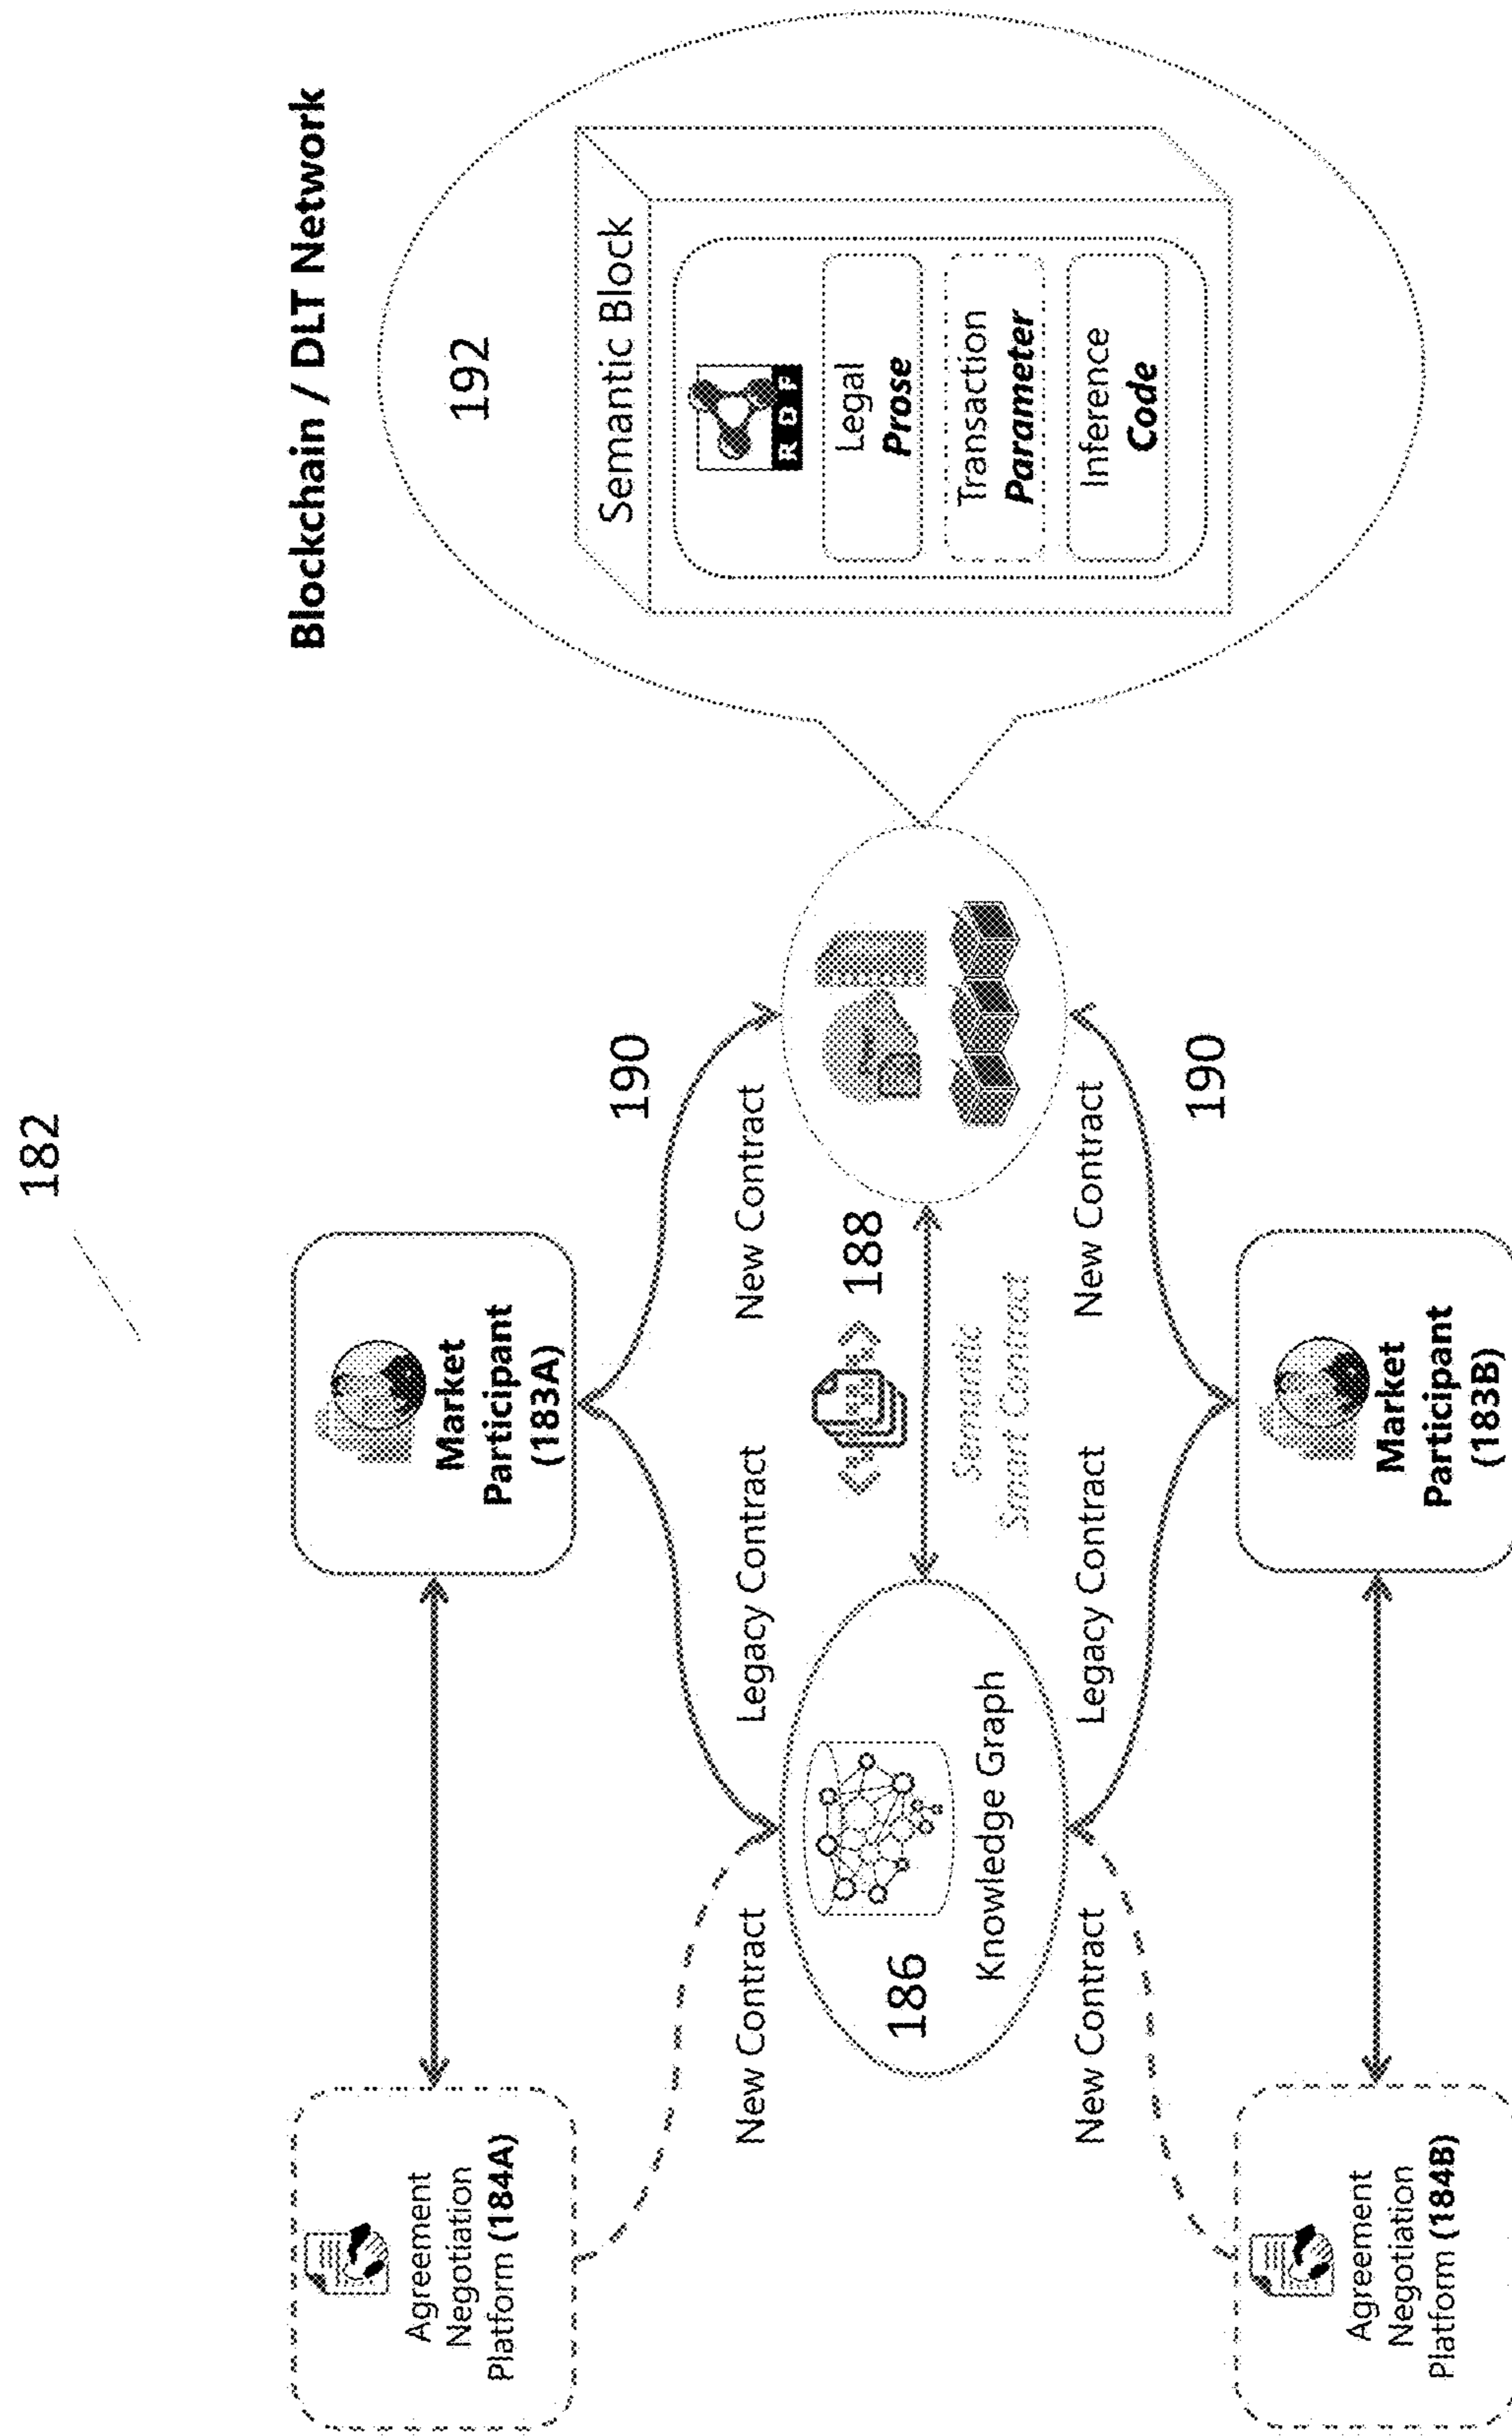 182
Blockchain / DLT Network
Agreement
Negotiation
Platform (184A)
Market
Participant
(183A)
190
192
New Contract
Legacy Contract
New Contract
186
Knowledge Graph
188
Semantic
Smart Contract
Semantic Block
RDF
Legal
Prose
Transaction
Parameter
Inference
Code
New Contract
Legacy Contract
New Contract
190
Agreement
Negotiation
Platform (184B)
Market
Participant
(183B)